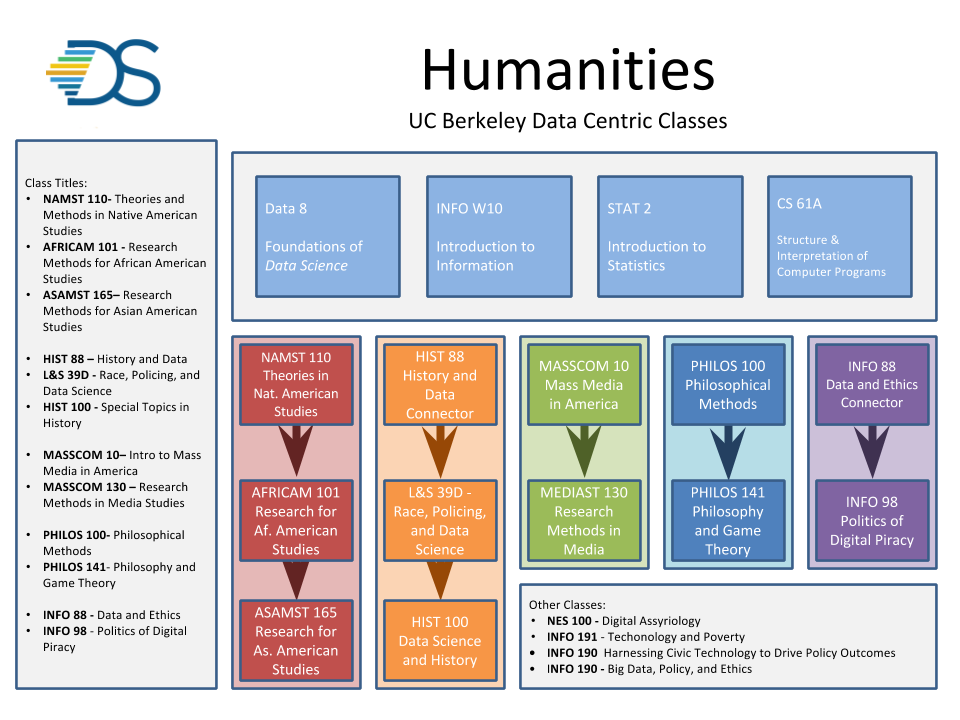 DS
Humanities
UC Berkeley Data Centric Classes
Class Titles:
• NAMST 110- Theories and
Methods in Native American
Studies
• AFRICAM 101 - Research
Methods for African American
Studies
• ASAMST 165– Research
Methods for Asian American
Studies
• HIST 88 – History and Data
• L&S 39D - Race, Policing, and
Data Science
• HIST 100 - Special Topics in
History
• MASSCOM 10– Intro to Mass
Media in America
• MASSCOM 130 – Research
Methods in Media Studies
• PHILOS 100- Philosophical
Methods
• PHILOS 141- Philosophy and
Game Theory
• INFO 88 - Data and Ethics
• INFO 98 - Politics of Digital
Piracy
Data 8
Foundations of
Data Science
INFO W10
Introduction to
Information
STAT 2
Introduction to
Statistics
CS 61A
Structure &
Interpretation of
Computer Programs
NAMST 110
Theories in
Nat. American
Studies
AFRICAM 101
Research for
Af. American
Studies
ASAMST 165
Research for
As. American
Studies
HIST 88
History and
Data
Connector
L&S 39D -
Race, Policing,
and Data
Science
HIST 100
Data Science
and History
MASSCOM 10
Mass Media
in America
MEDIAST 130
Research
Methods in
Media
PHILOS 100
Philosophical
Methods
PHILOS 141
Philosophy
and Game
Theory
INFO 88
Data and Ethics
Connector
INFO 98
Politics of
Digital Piracy
Other Classes:
• NES 100 - Digital Assyriology
• INFO 191 - Techonology and Poverty
• INFO 190 Harnessing Civic Technology to Drive Policy Outcomes
• INFO 190 - Big Data, Policy, and Ethics